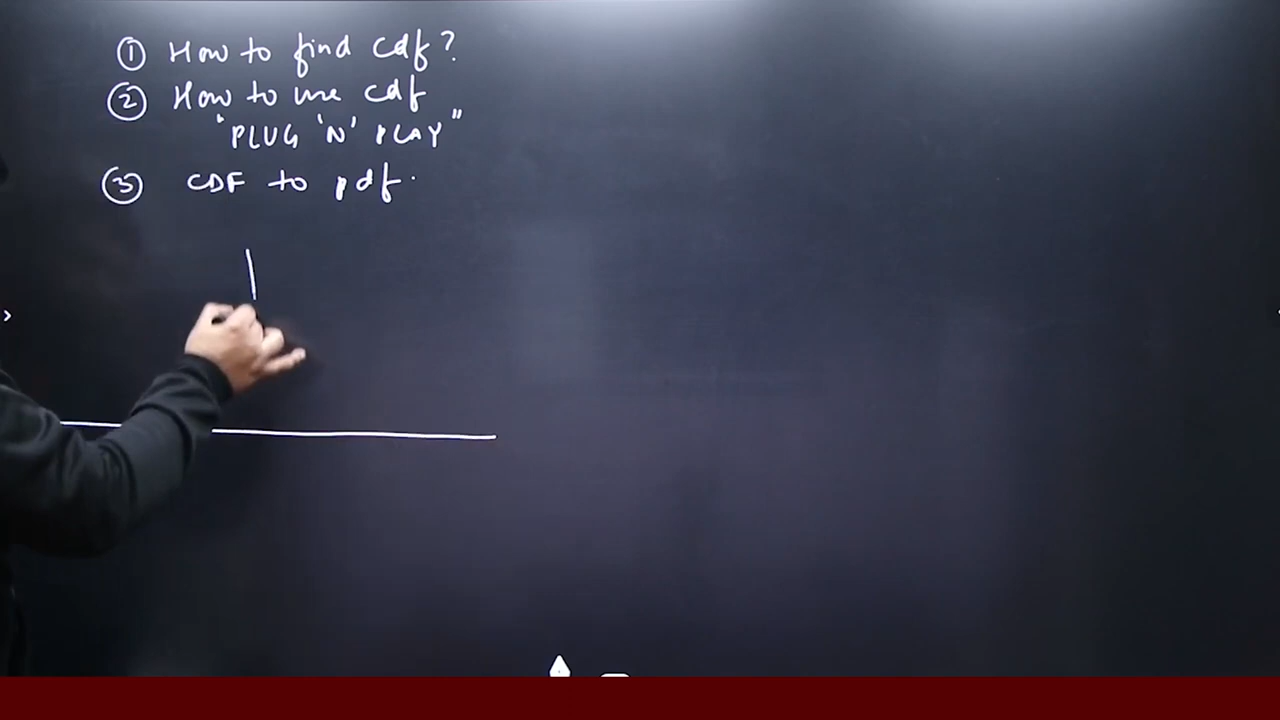 ① How to find cdf?
② How to use cdf
"PLUG 'N' PLAY"
③ CDF to pdf.